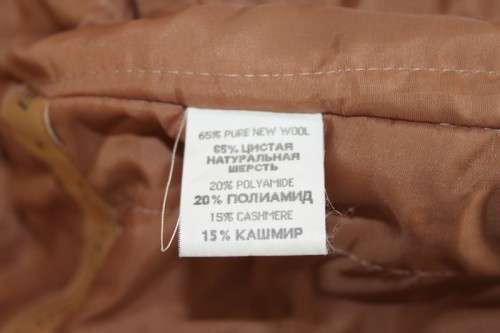 65% PURE NEW WOOL
65% ЦИСТАЯ
НАТУРАЛЬНАЯ
ШЕРСТЬ
20% POLYAMIDE
20% ПОЛИАМИД
15% CASHMERE
15% КАШМИР